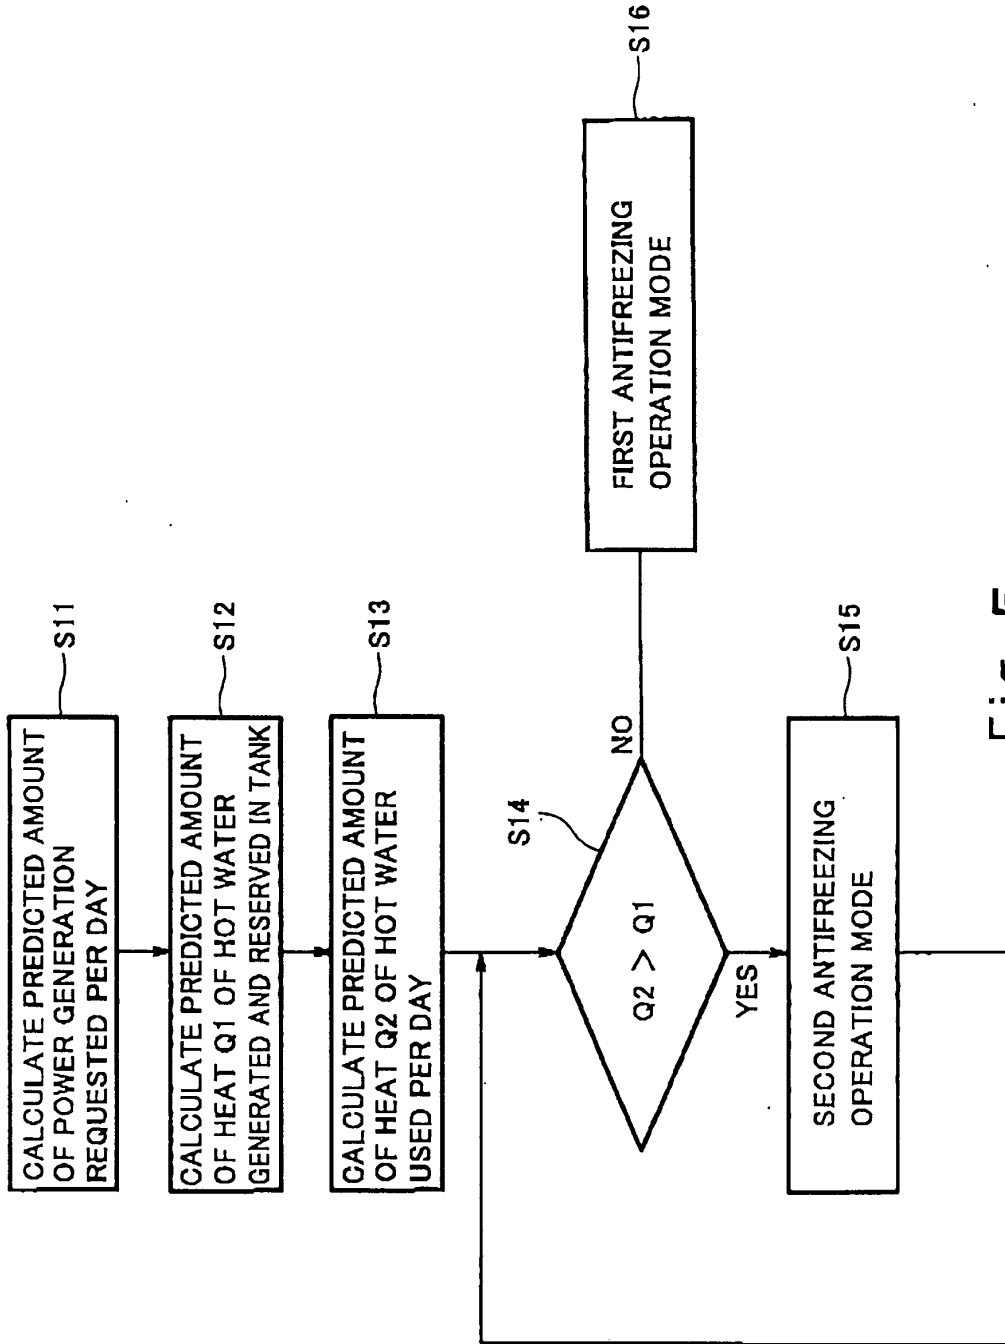 CALCULATE PREDICTED AMOUNT
OF POWER GENERATION
REQUESTED PER DAY
S11
CALCULATE PREDICTED AMOUNT
OF HEAT Q1 OF HOT WATER
GENERATED AND RESERVED IN TANK
S12
CALCULATE PREDICTED AMOUNT
OF HEAT Q2 OF HOT WATER
USED PER DAY
S13
S14
Q2 > Q1
NO
YES
FIRST ANTIFREEZING
OPERATION MODE
S16
SECOND ANTIFREEZING
OPERATION MODE
S15